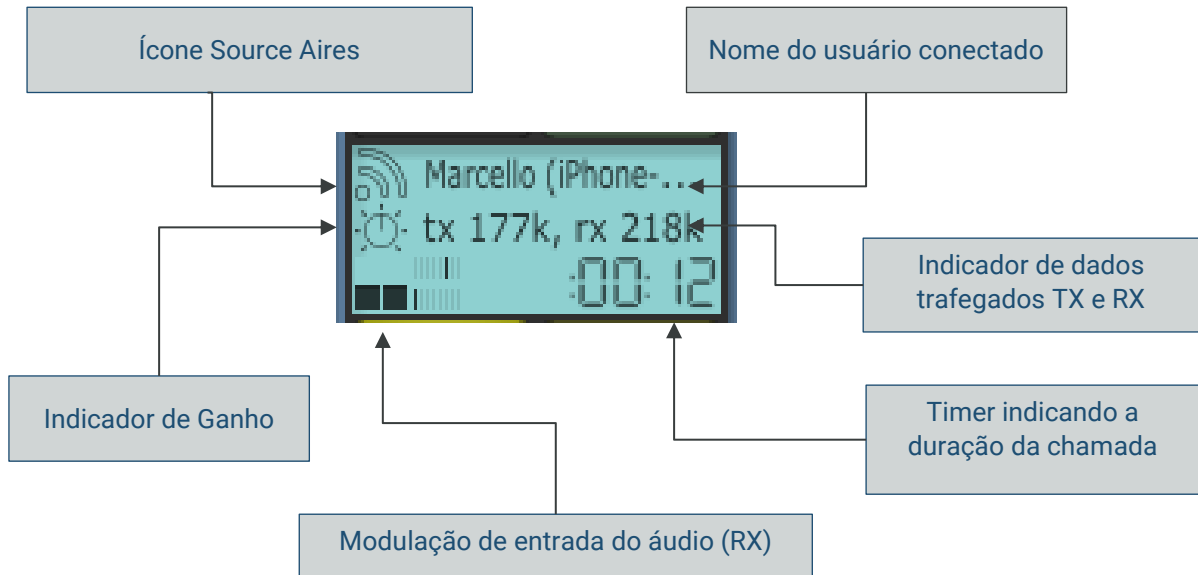 Ícone Source Aires
Nome do usuário conectado
Marcello (iPhone-...
tx 177k, rx 218k
:00:12
Indicador de dados
trafegados TX e RX
Indicador de Ganho
Timer indicando a
duração da chamada
Modulação de entrada do áudio (RX)